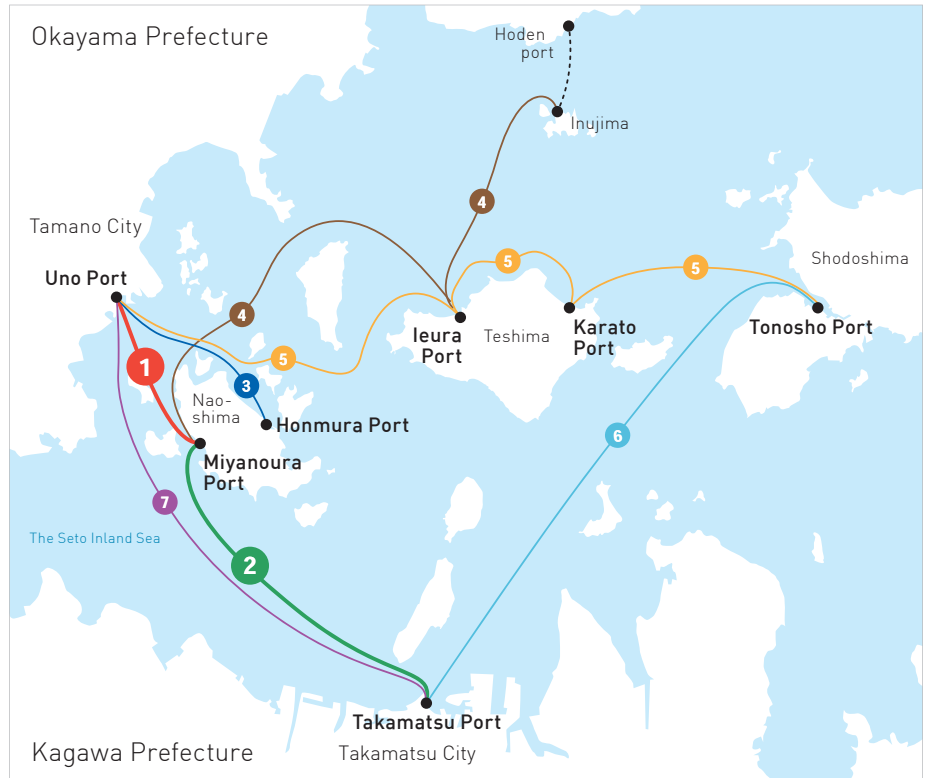 Okayama Prefecture
Hoden
port
Inujima
4
Tamano City
Uno Port
5
5
Shodoshima
4
Ieura
Port
Teshima
Karato
Port
Tonosho Port
1
5
3
Nao-
shima
Honmura Port
6
Miyanoura
Port
7
The Seto Inland Sea
2
Takamatsu Port
Kagawa Prefecture
Takamatsu City